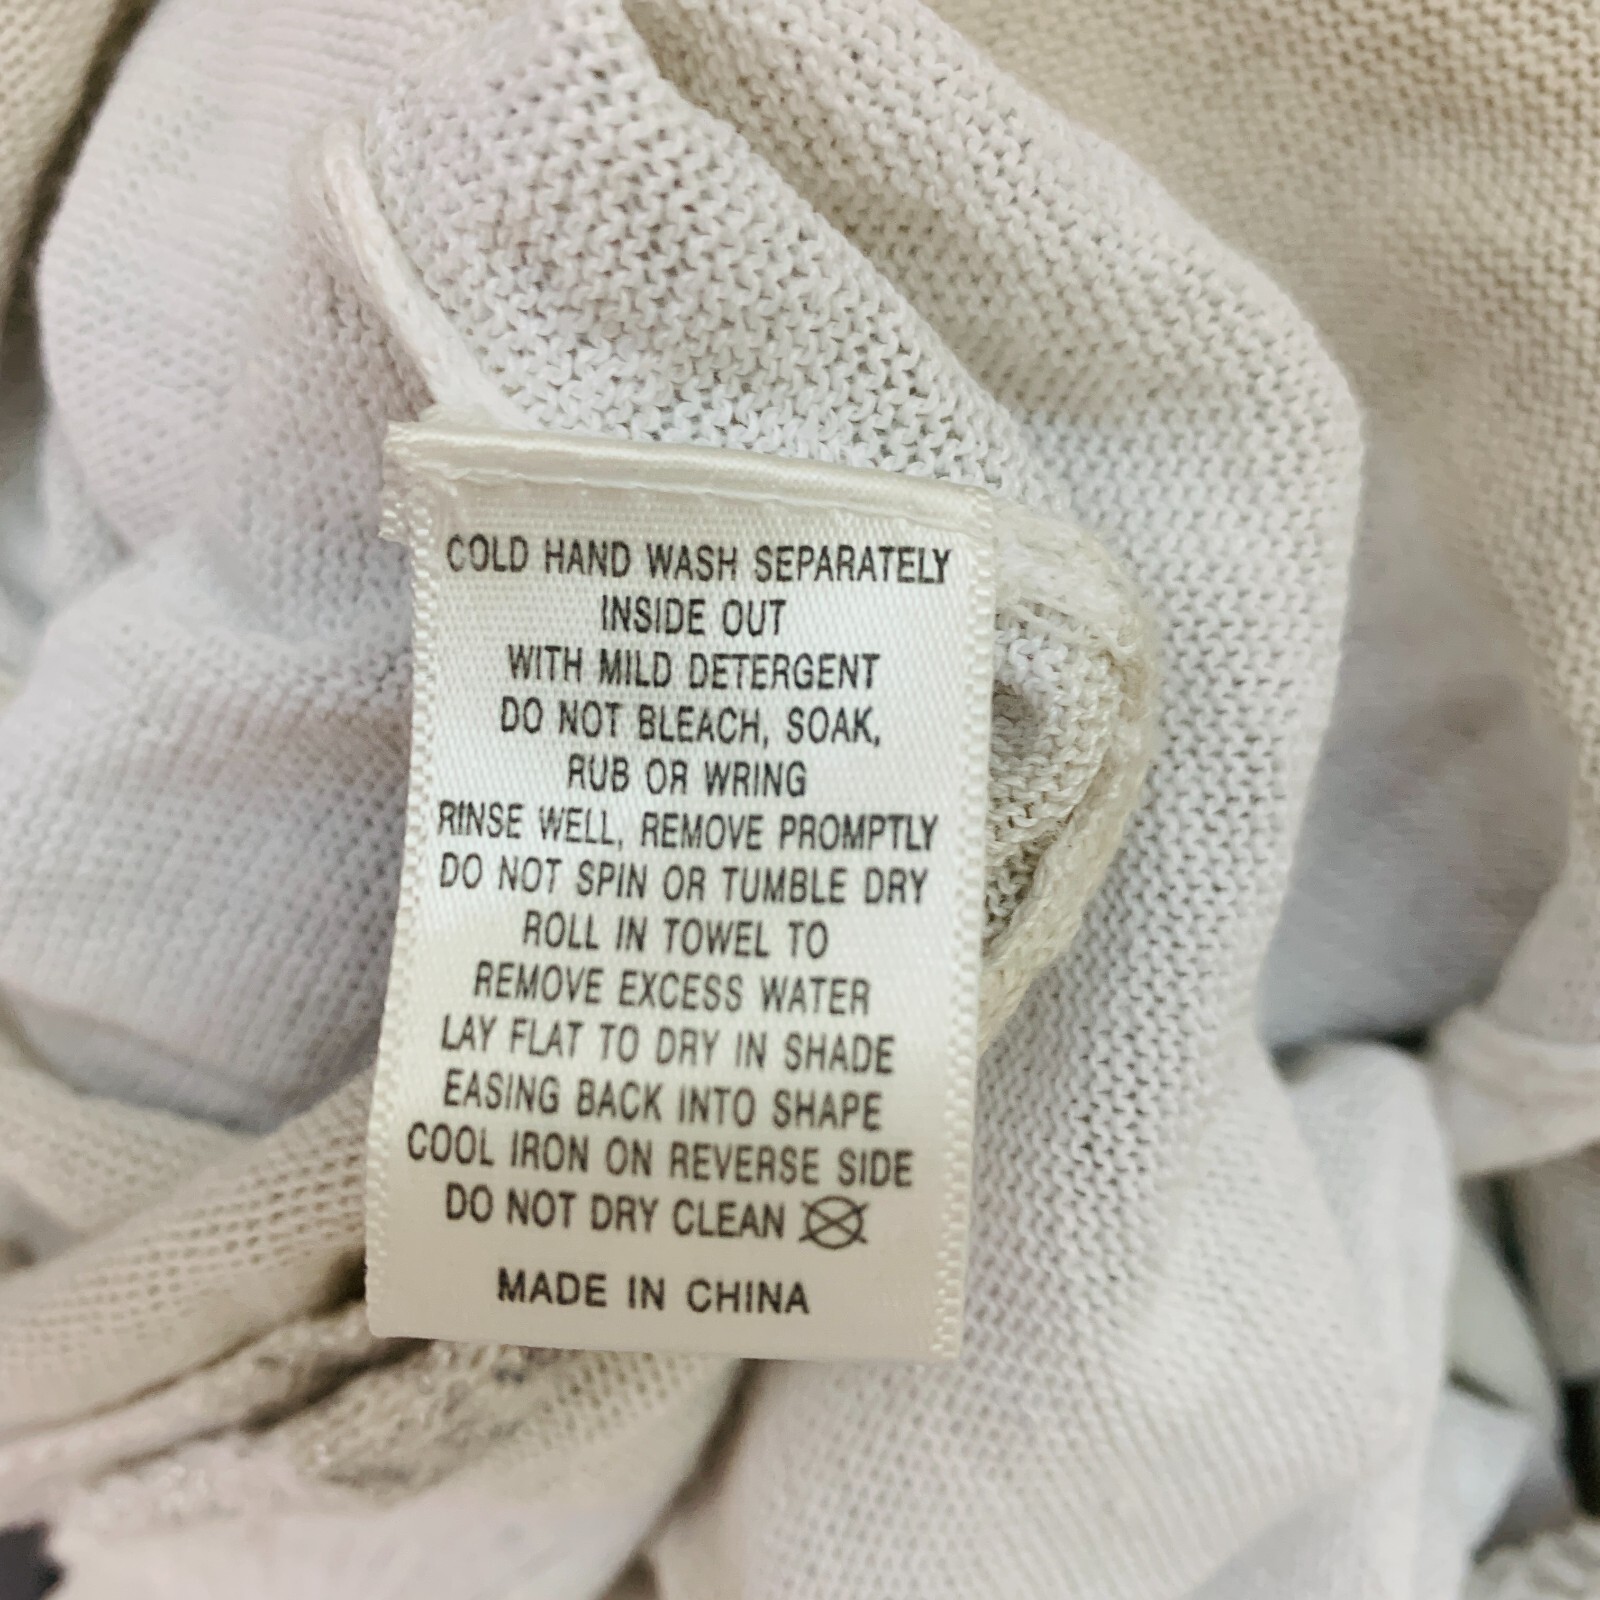 COLD HAND WASH SEPARATELY
INSIDE OUT
WITH MILD DETERGENT
DO NOT BLEACH, SOAK,
RUB OR WRING
RINSE WELL, REMOVE PROMPTLY
DO NOT SPIN OR TUMBLE DRY
ROLL IN TOWEL TO
REMOVE EXCESS WATER
LAY FLAT TO DRY IN SHADE
EASING BACK INTO SHAPE
COOL IRON ON REVERSE SIDE
DO NOT DRY CLEAN
MADE IN CHINA